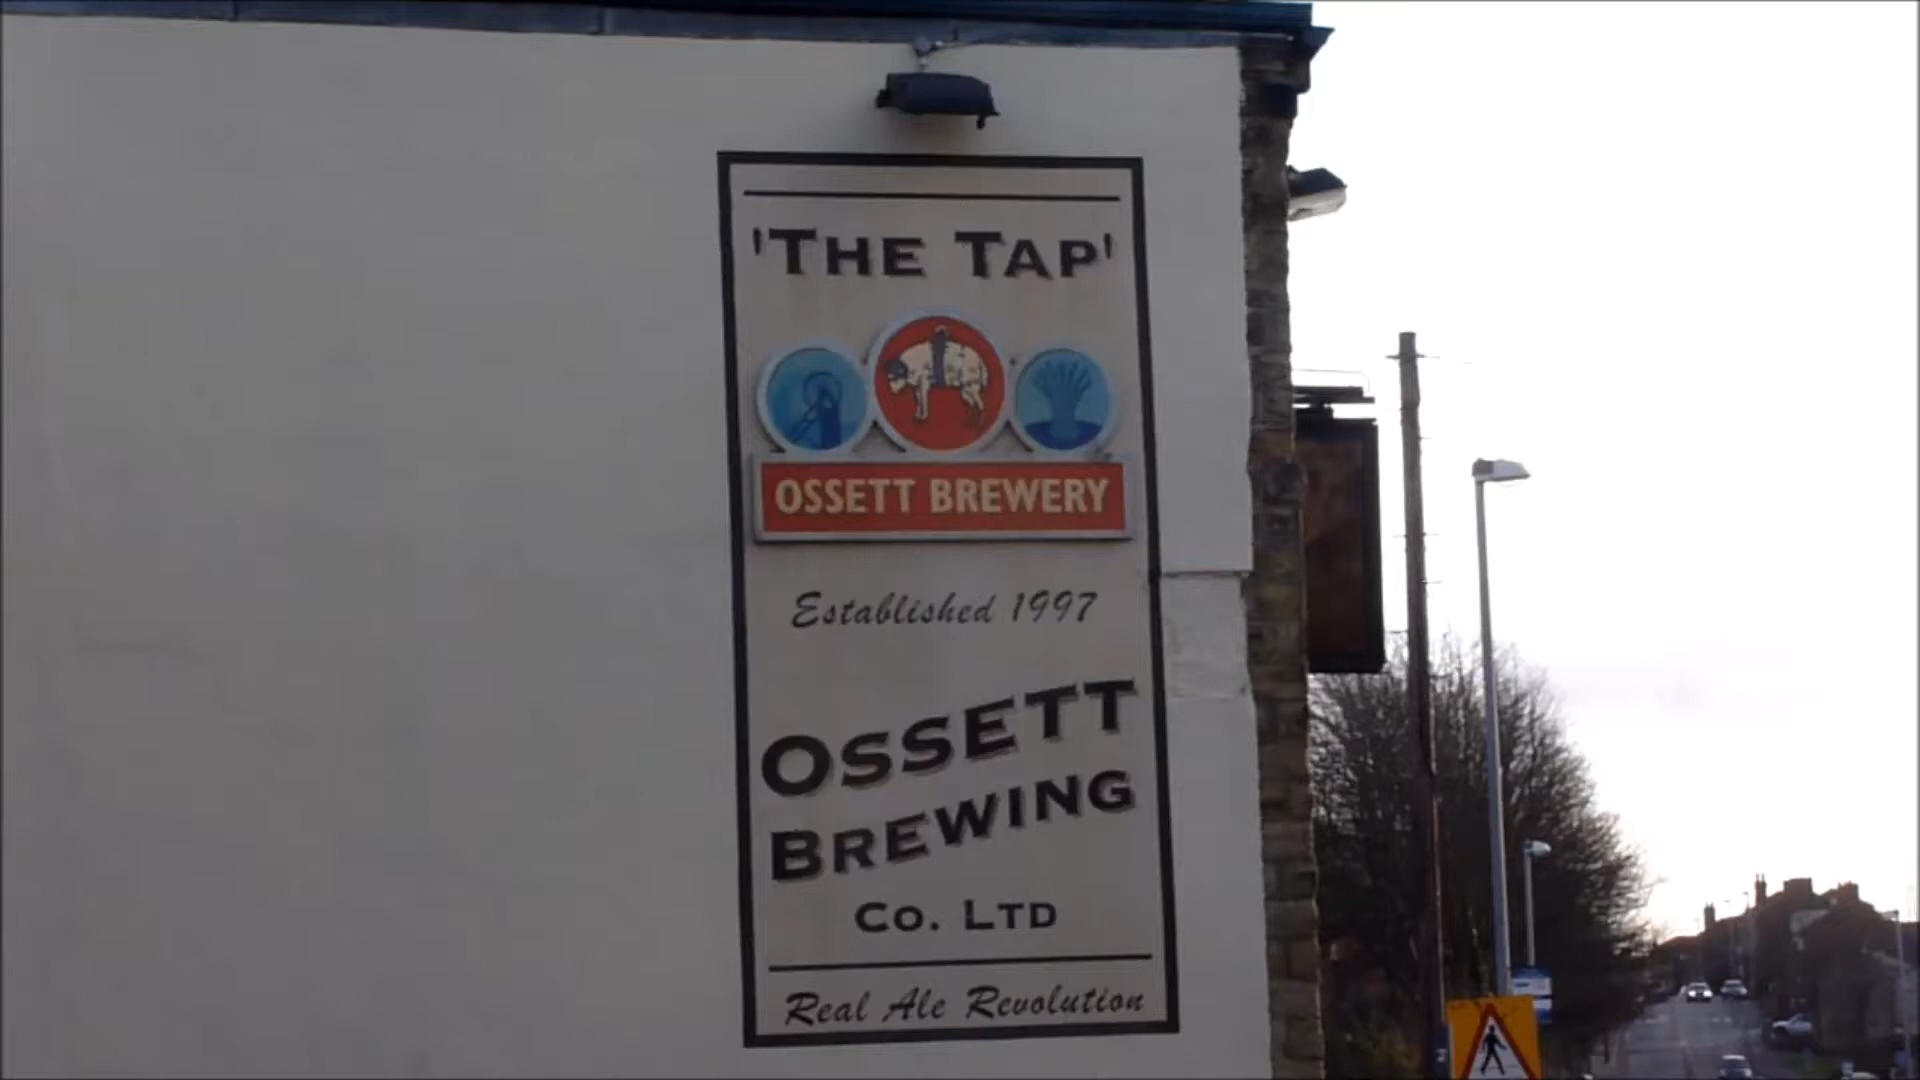 'THE TAP'
OSSETT BREWERY
Established 1997
OSSETT
BREWING
CO. LTD
Real Ale Revolution